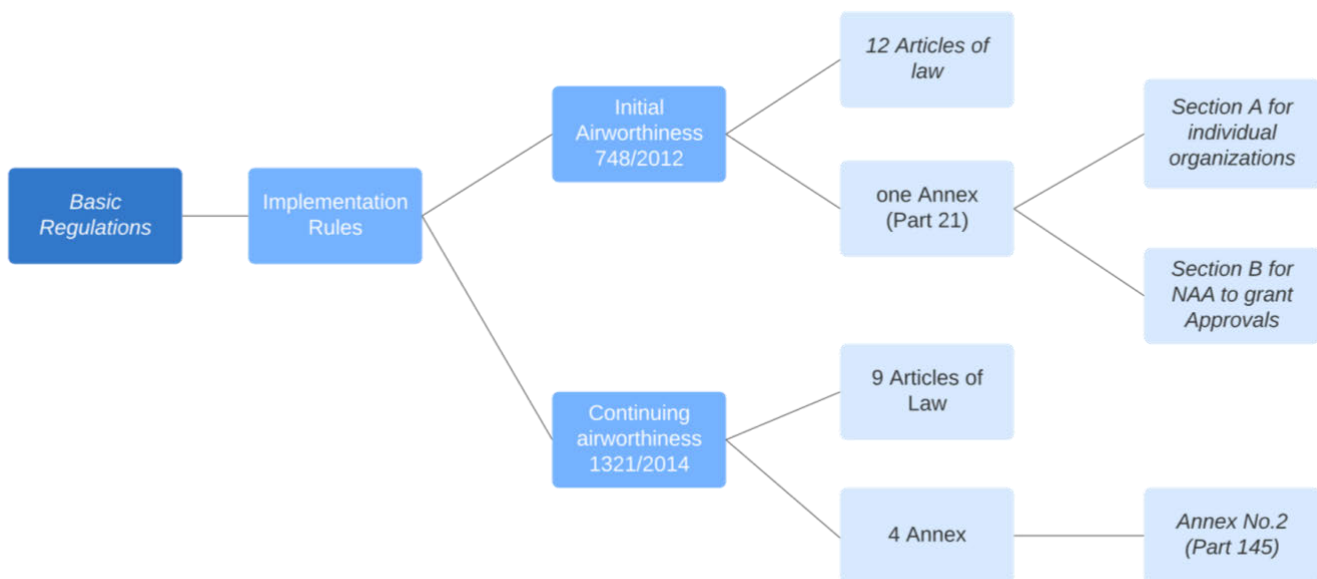 Basic
Regulations
Implementation
Rules
Initial
Airworthiness
748/2012
12 Articles of
law
one Annex
(Part 21)
Section A for
individual
organizations
Section B for
NAA to grant
Approvals
Continuing
airworthiness
1321/2014
9 Articles of
Law
4 Annex
Annex No.2
(Part 145)